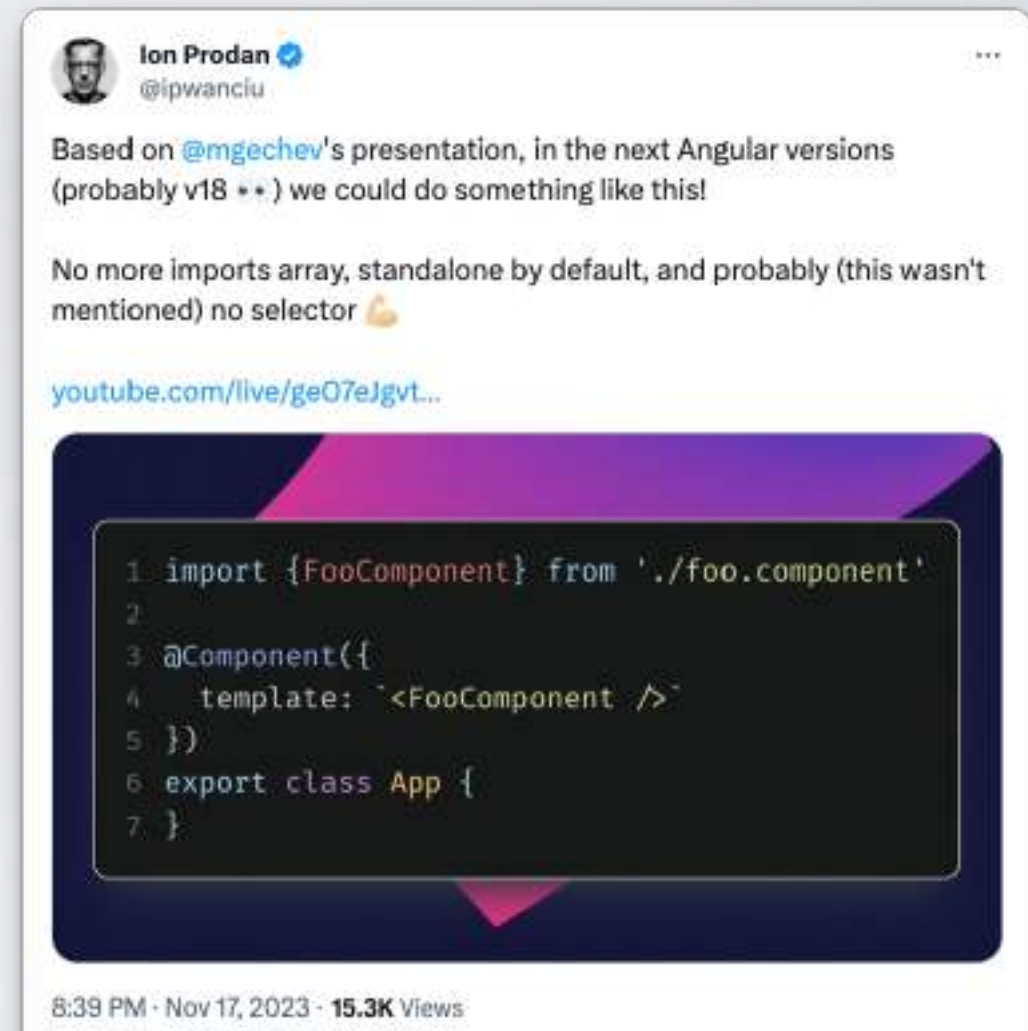 Ion Prodan
@ipwanciu
Based on @mgechev's presentation, in the next Angular versions
(probably v18 👀) we could do something like this!
No more imports array, standalone by default, and probably (this wasn't
mentioned) no selector 💪🏻
youtube.com/live/geO7eJgvt...
1 import {FooComponent} from './foo.component'
2
3 @Component({
4   template: `<FooComponent />`
5 })
6 export class App {
7 }
8:39 PM · Nov 17, 2023 · 15.3K Views